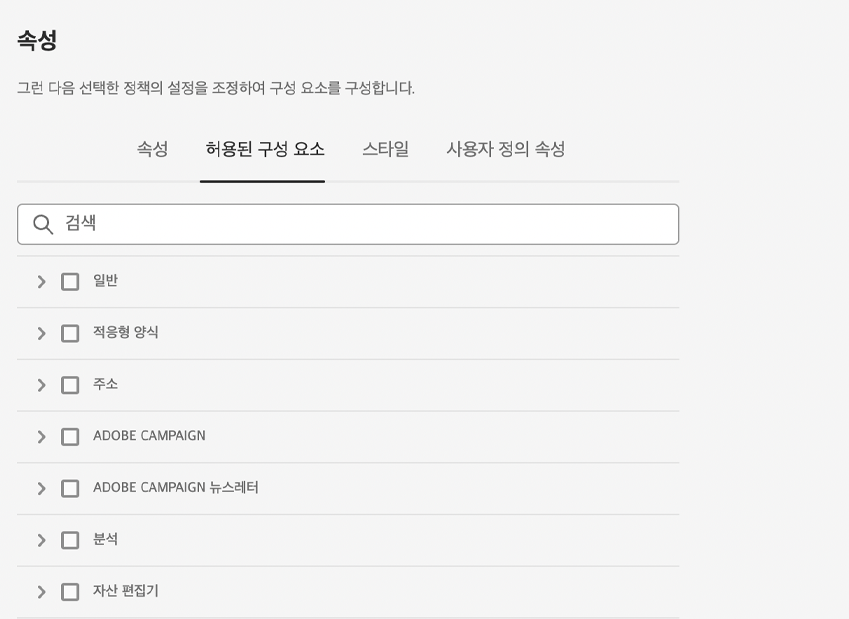 속성
그런 다음 선택한 정책의 설정을 조정하여 구성 요소를 구성합니다.
속성 허용된 구성 요소 스타일 사용자 정의 속성
검색
일반
적응형 양식
주소
ADOBE CAMPAIGN
ADOBE CAMPAIGN 뉴스레터
분석
자산 편집기